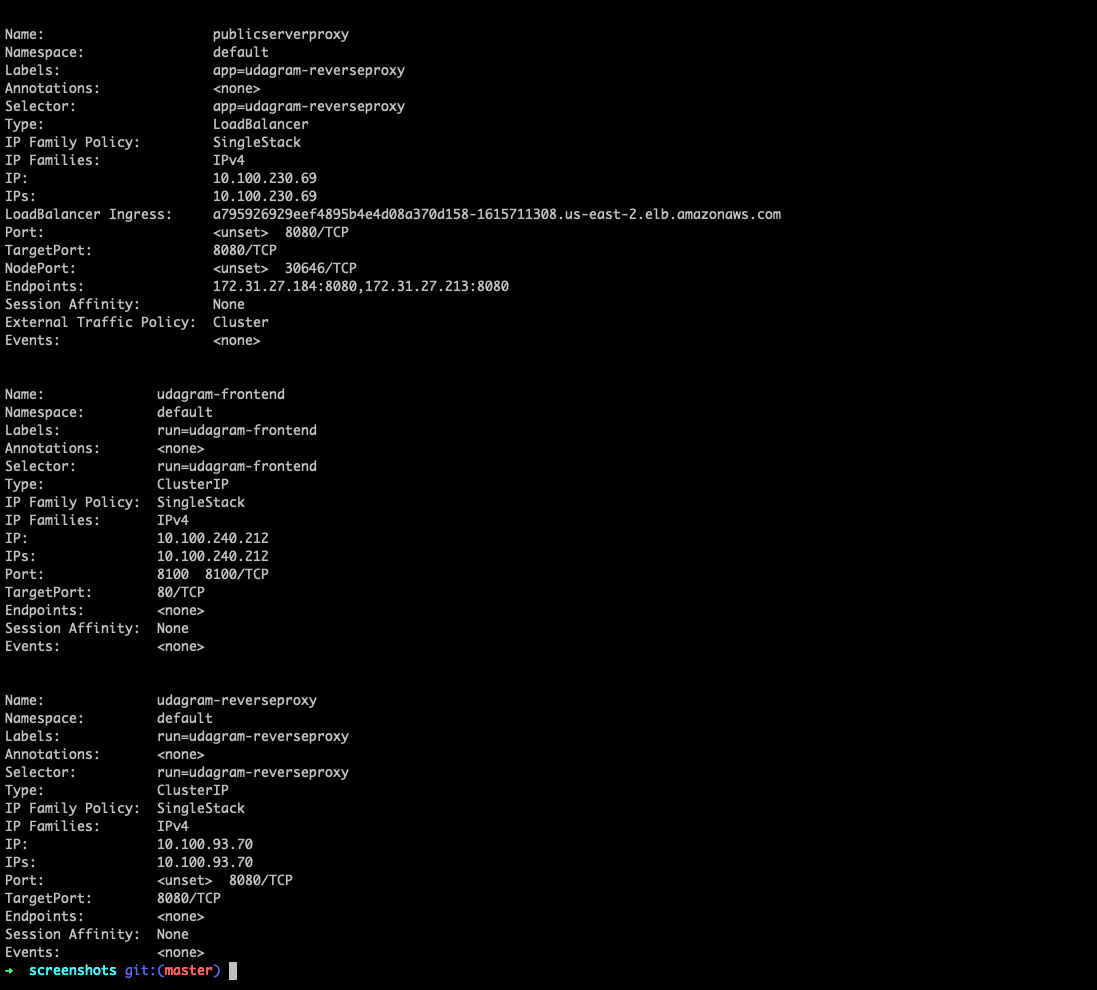 Name:                     publicserverproxy
Namespace:                default
Labels:                   app=udagram-reverseproxy
Annotations:              <none>
Selector:                 app=udagram-reverseproxy
Type:                     LoadBalancer
IP Family Policy:         SingleStack
IP Families:              IPv4
IP:                       10.100.230.69
IPs:                      10.100.230.69
LoadBalancer Ingress:     a795926929eef4895b4e4d08a370d158-1615711308.us-east-2.elb.amazonaws.com
Port:                     <unset>  8080/TCP
TargetPort:               8080/TCP
NodePort:                 <unset>  30646/TCP
Endpoints:                172.31.27.184:8080,172.31.27.213:8080
Session Affinity:         None
External Traffic Policy:  Cluster
Events:                   <none>
Name:              udagram-frontend
Namespace:         default
Labels:            run=udagram-frontend
Annotations:       <none>
Selector:          run=udagram-frontend
Type:              ClusterIP
IP Family Policy:  SingleStack
IP Families:       IPv4
IP:                10.100.240.212
IPs:               10.100.240.212
Port:              8100  8100/TCP
TargetPort:        80/TCP
Endpoints:         <none>
Session Affinity:  None
Events:            <none>
Name:              udagram-reverseproxy
Namespace:         default
Labels:            run=udagram-reverseproxy
Annotations:       <none>
Selector:          run=udagram-reverseproxy
Type:              ClusterIP
IP Family Policy:  SingleStack
IP Families:       IPv4
IP:                10.100.93.70
IPs:               10.100.93.70
Port:              <unset>  8080/TCP
TargetPort:        8080/TCP
Endpoints:         <none>
Session Affinity:  None
Events:            <none>
➜  screenshots git:(master)